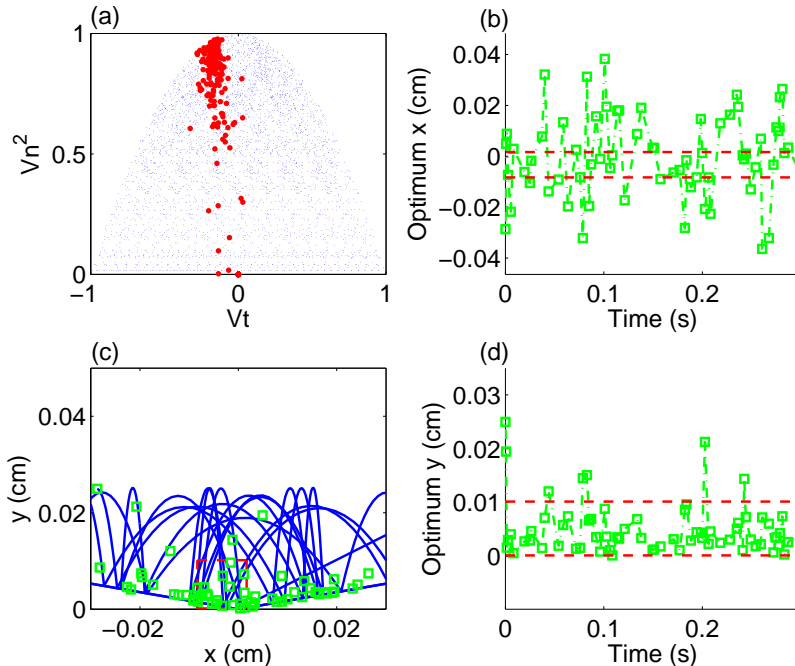 (a)
1
0.5
0
Vn²
−1
0
1
Vt
(b)
0.04
0.02
0
−0.02
−0.04
Optimum x (cm)
0
0.1
0.2
Time (s)
(c)
0.04
0.02
0
y (cm)
−0.02
0
0.02
x (cm)
(d)
0.03
0.02
0.01
0
Optimum y (cm)
0
0.1
0.2
Time (s)